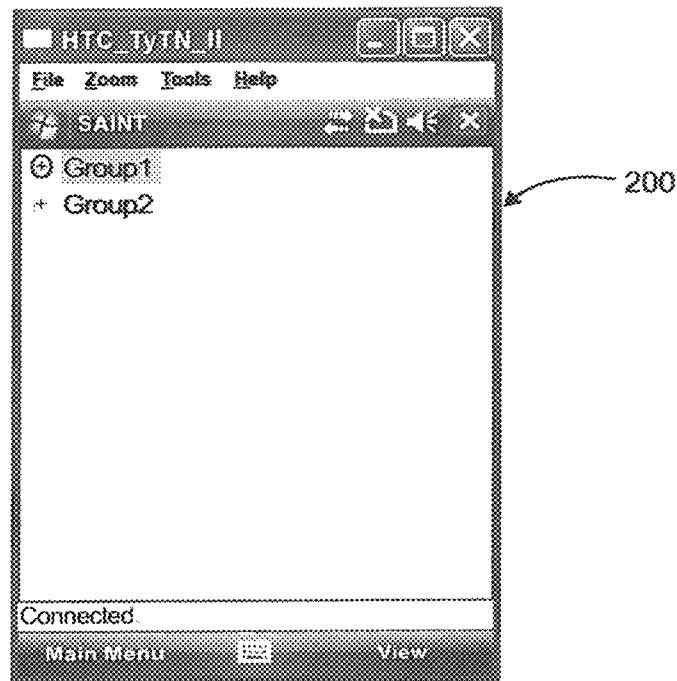 HTC_TyTN_II
File Zoom Tools Help
SAINT
Group1
Group2
200
Connected.
Main Menu View